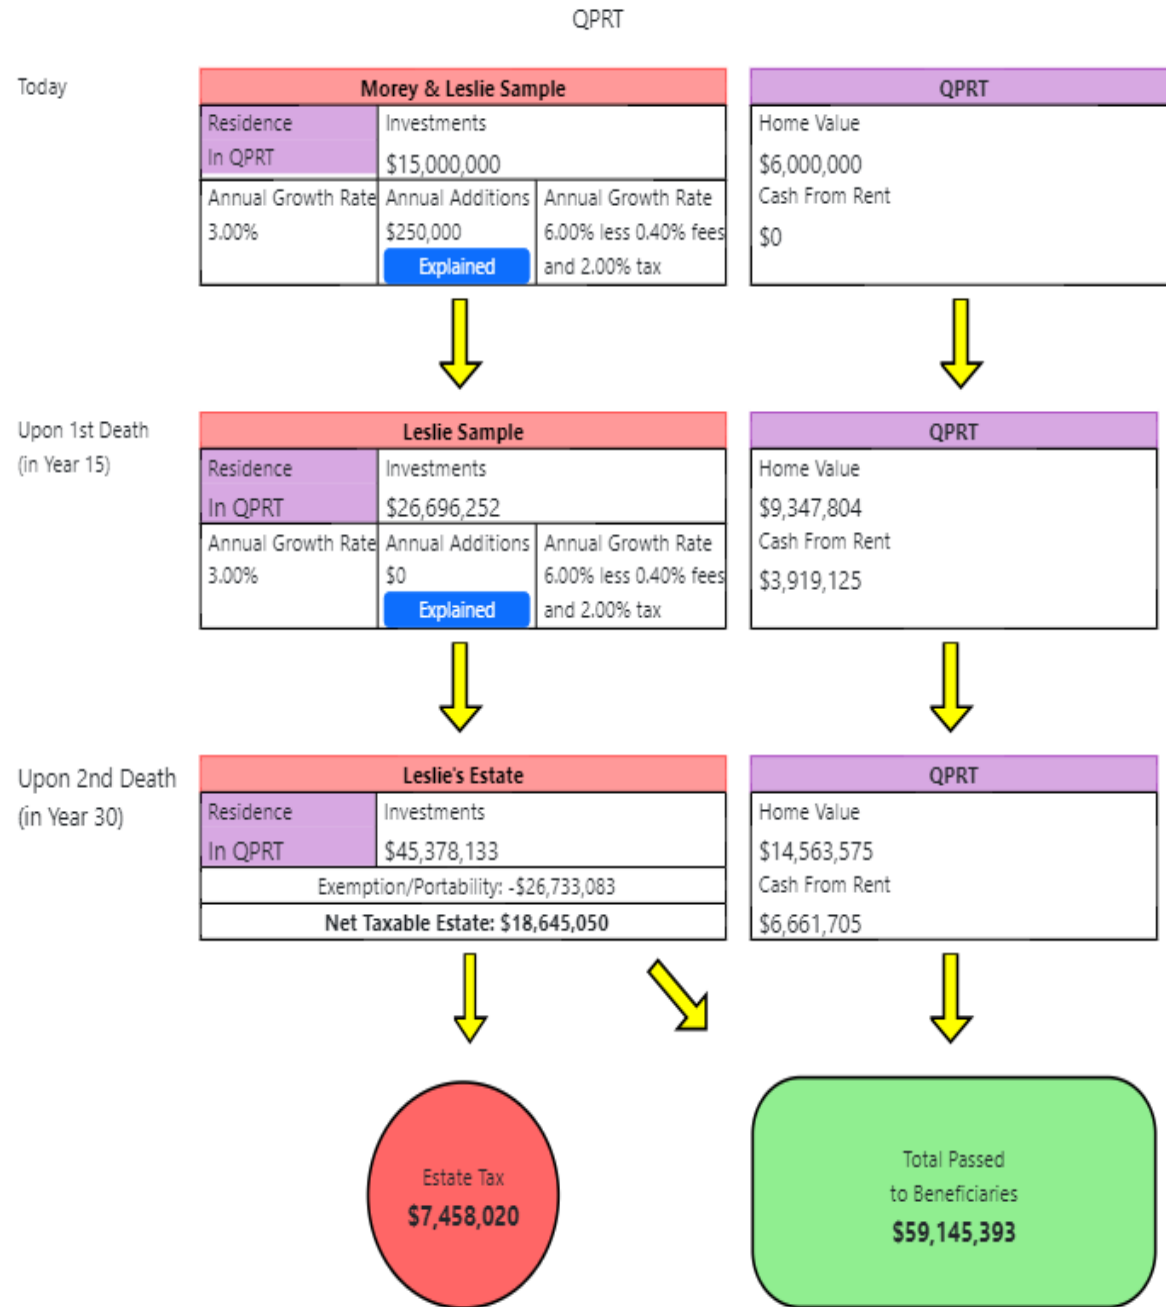 QPRT
Today
Morey & Leslie Sample
Residence
In QPRT
Investments
$15,000,000
Annual Growth Rate
3.00%
Annual Additions
$250,000
Explained
Annual Growth Rate
6.00% less 0.40% fees
and 2.00% tax
QPRT
Home Value
$6,000,000
Cash From Rent
$0
Upon 1st Death
(in Year 15)
Leslie Sample
Residence
In QPRT
Investments
$26,696,252
Annual Growth Rate
3.00%
Annual Additions
$0
Explained
Annual Growth Rate
6.00% less 0.40% fees
and 2.00% tax
QPRT
Home Value
$9,347,804
Cash From Rent
$3,919,125
Upon 2nd Death
(in Year 30)
Leslie's Estate
Residence
In QPRT
Investments
$45,378,133
Exemption/Portability: -$26,733,083
Net Taxable Estate: $18,645,050
QPRT
Home Value
$14,563,575
Cash From Rent
$6,661,705
Estate Tax
$7,458,020
Total Passed
to Beneficiaries
$59,145,393